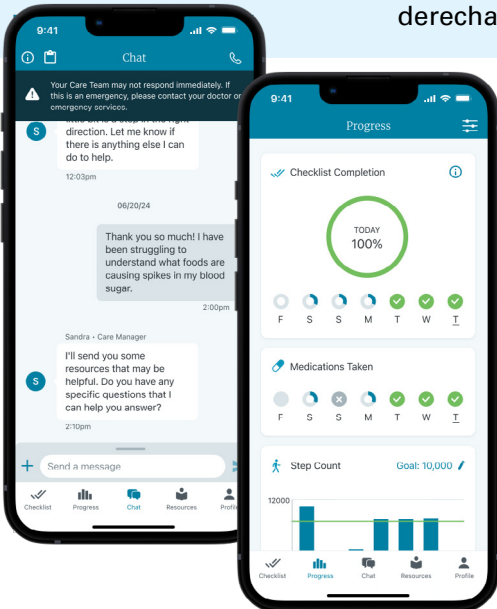 derecha
9:41
Chat
Your Care Team may not respond immediately. If
this is an emergency, please contact your doctor or
emergency services.
direction. Let me know if
there is anything else I can
do to help.
12:03pm
06/20/24
Thank you so much! I have
been struggling to
understand what foods are
causing spikes in my blood
sugar.
2:00pm
Sandra • Care Manager
I'll send you some
resources that may be
helpful. Do you have any
specific questions that I
can help you answer?
S
S
2:10pm
Send a message
Checklist Progress Chat Resources Profile
9:41
Progress
Checklist Completion
TODAY
100%
F S S M T W T
Medications Taken
F S S M T W T
Step Count Goal: 10,000
12000
Checklist Progress Chat Resources Profile